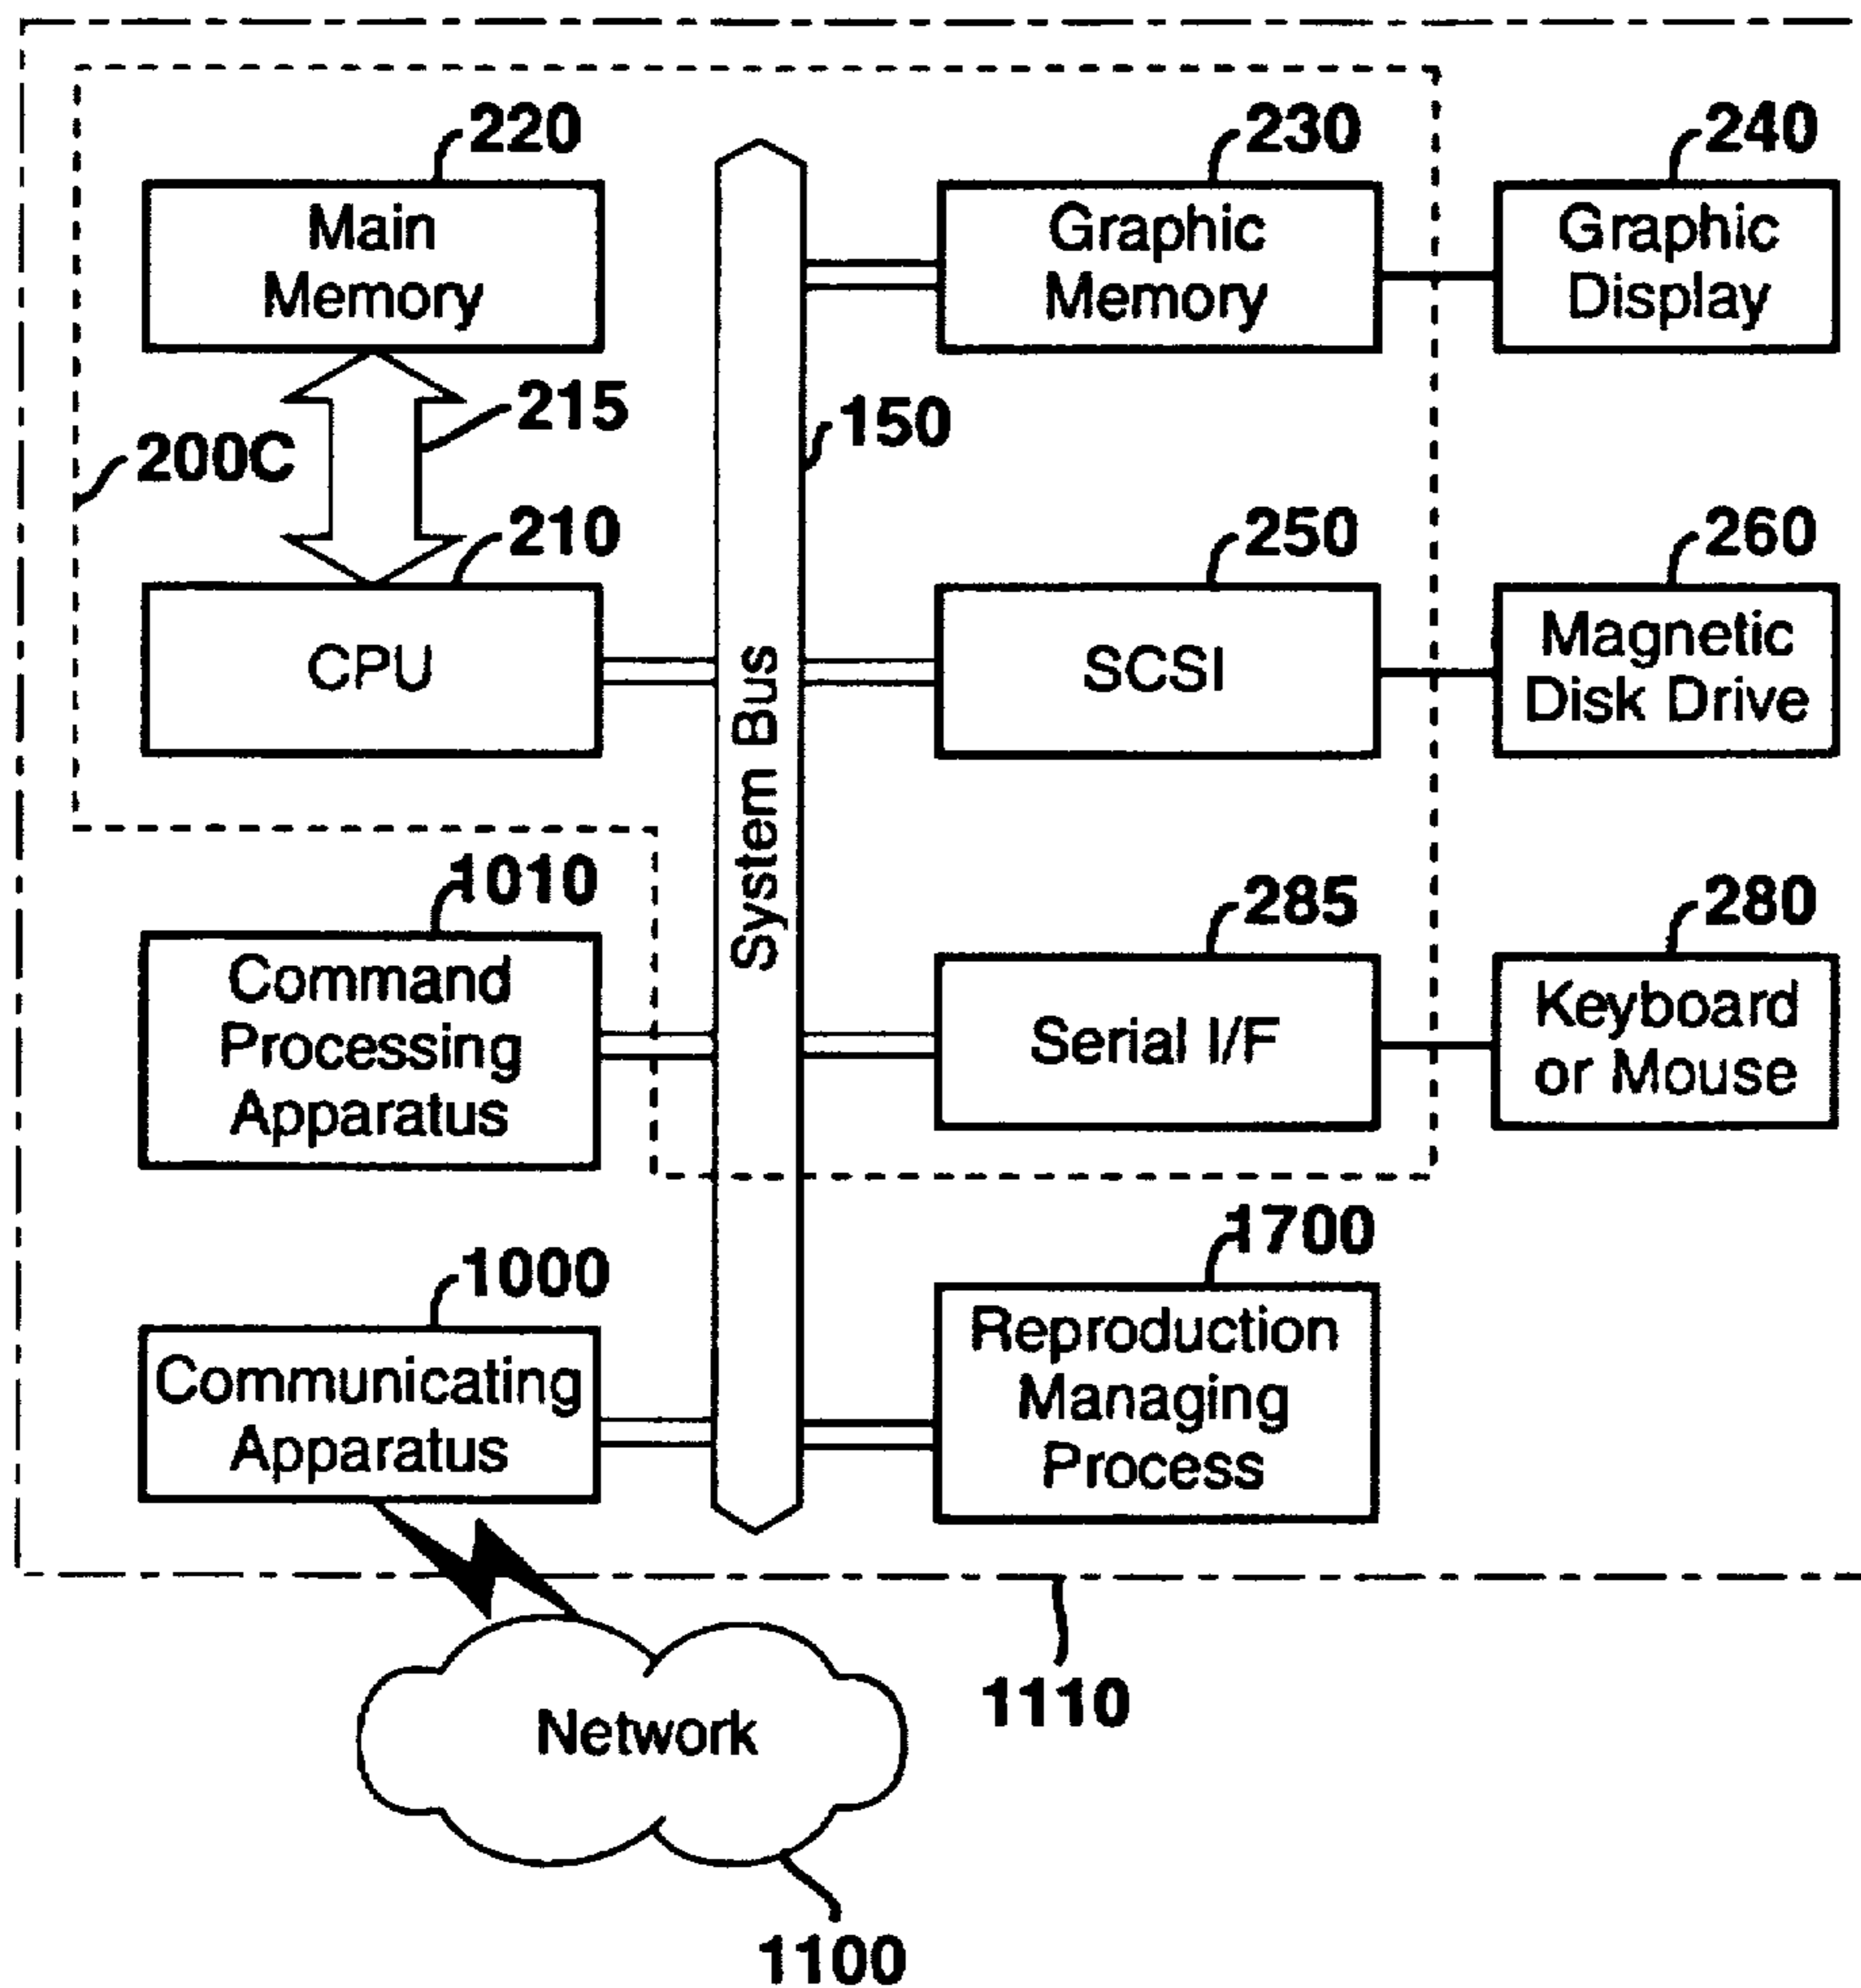 220
Main
Memory
230
Graphic
Memory
240
Graphic
Display
215
150
200C
210
CPU
250
SCSI
260
Magnetic
Disk Drive
System Bus
1010
Command
Processing
Apparatus
285
Serial I/F
280
Keyboard
or Mouse
1000
Communicating
Apparatus
1700
Reproduction
Managing
Process
1110
Network
1100